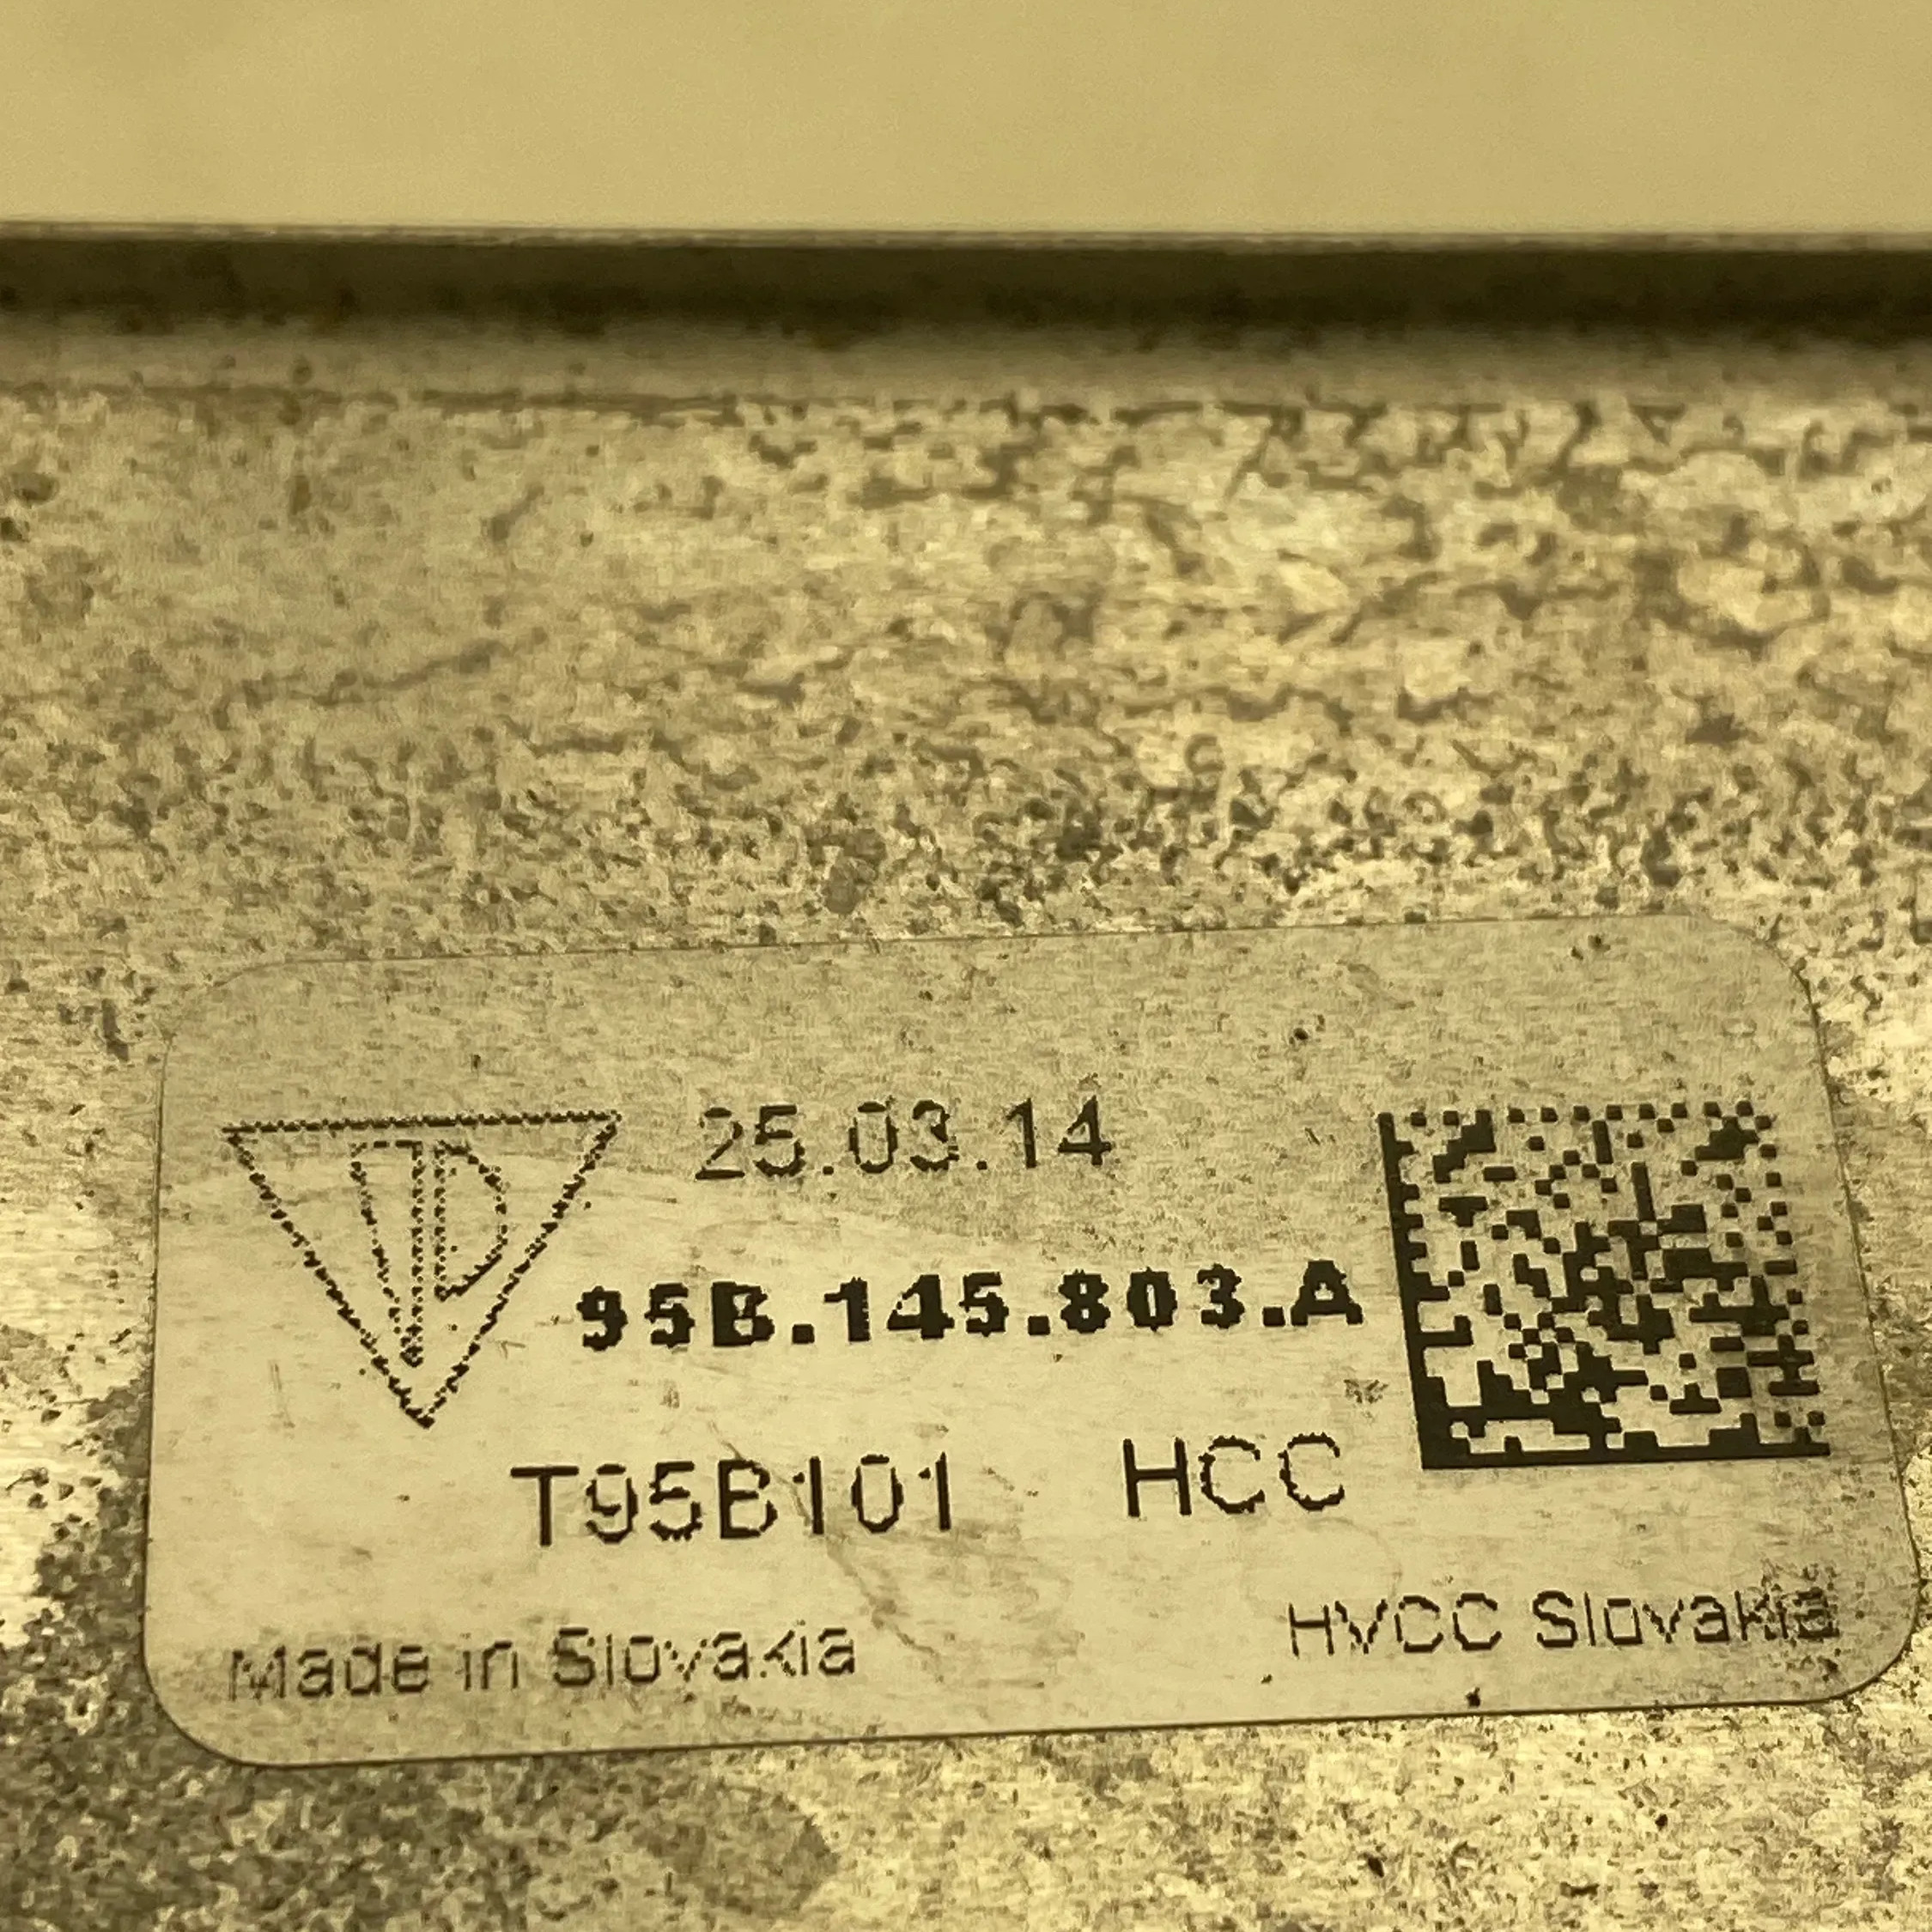 25.03.14
95B.145.803.A
T95B101 HCC
Made in Slovakia
HVCC Slovakia